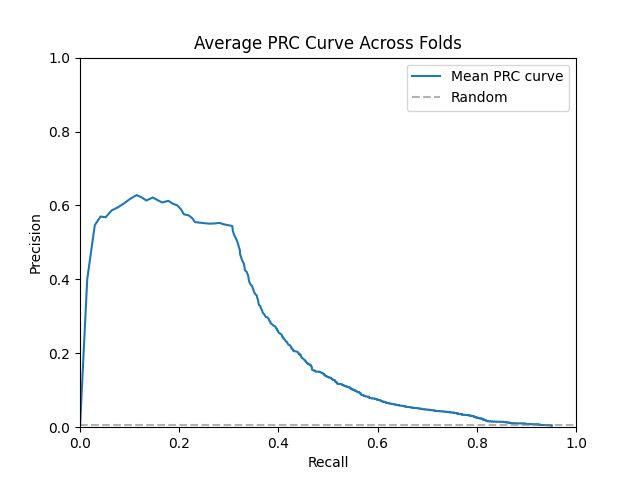 Average PRC Curve Across Folds
Mean PRC curve
Random
1.0
0.8
0.6
0.4
0.2
0.0
Precision
0.0 0.2 0.4 0.6 0.8 1.0
Recall